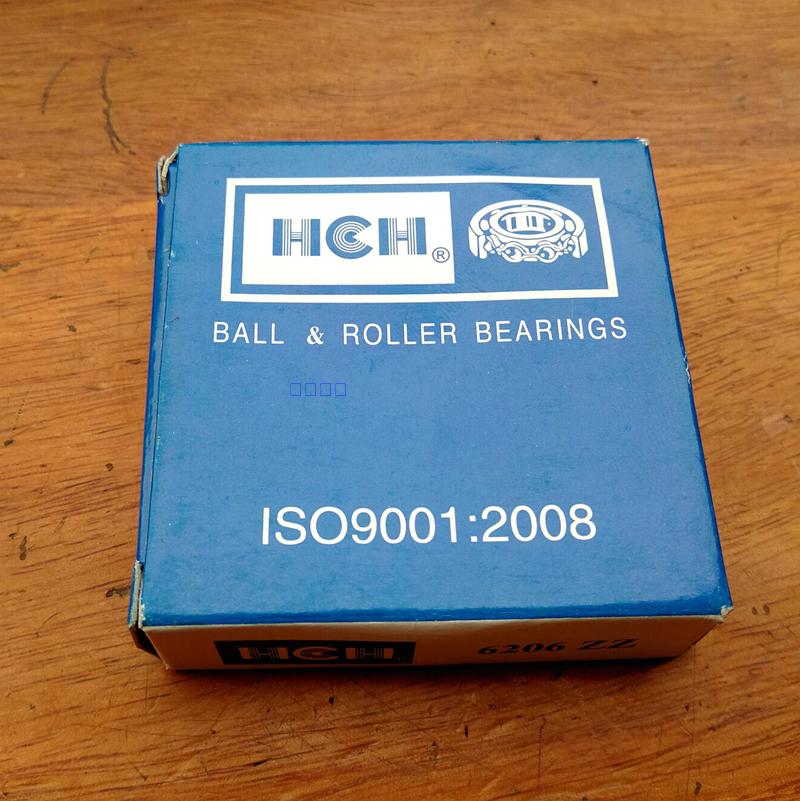 HCH®
BALL & ROLLER BEARINGS
ISO9001:2008
HCH 6206 ZZ